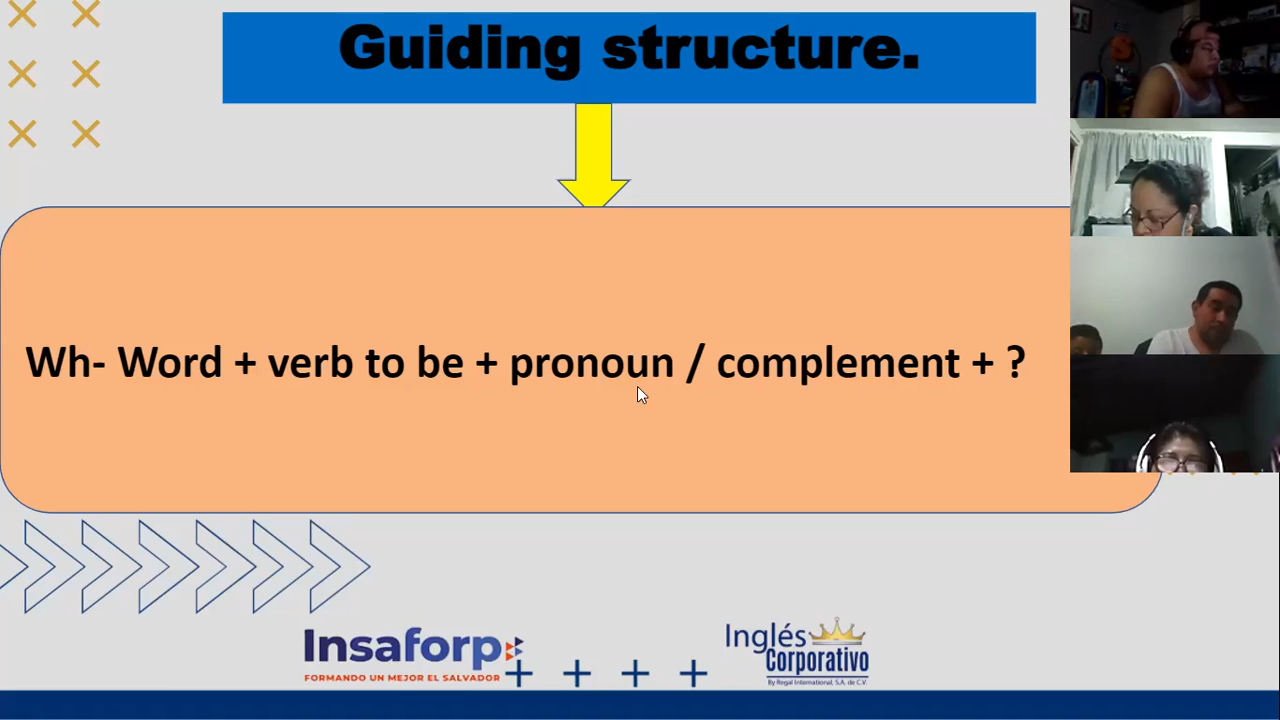 Guiding structure.
Wh- Word + verb to be + pronoun / complement + ?
Insaforp
FORMANDO UN MEJOR EL SALVADOR
Inglés
Corporativo
By Regal International, S.A. de C.V.